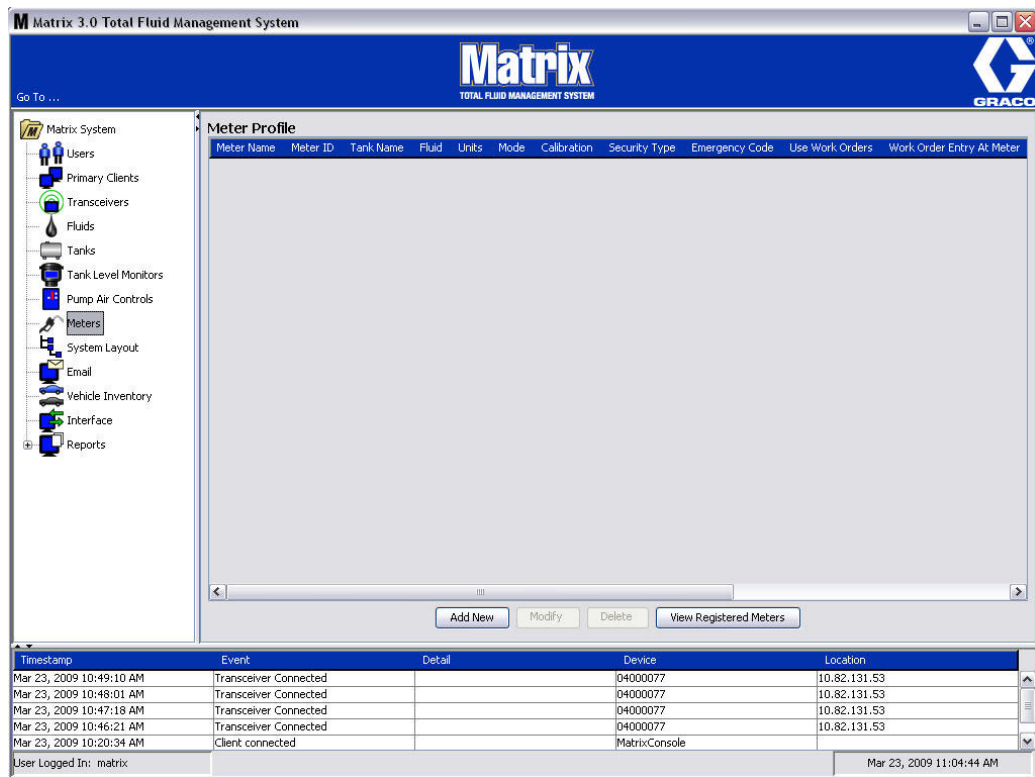 Matrix 3.0 Total Fluid Management System
Matrix
TOTAL FLUID MANAGEMENT SYSTEM
GRACO
Go To ...
Matrix System
Users
Primary Clients
Transceivers
Fluids
Tanks
Tank Level Monitors
Pump Air Controls
Meters
System Layout
Email
Vehicle Inventory
Interface
Reports
Meter Profile
Meter Name Meter ID Tank Name Fluid Units Mode Calibration Security Type Emergency Code Use Work Orders Work Order Entry At Meter
Add New Modify Delete View Registered Meters
Timestamp Event Detail Device Location
Mar 23, 2009 10:49:10 AM Transceiver Connected 04000077 10.82.131.53
Mar 23, 2009 10:48:01 AM Transceiver Connected 04000077 10.82.131.53
Mar 23, 2009 10:47:18 AM Transceiver Connected 04000077 10.82.131.53
Mar 23, 2009 10:46:21 AM Transceiver Connected 04000077 10.82.131.53
Mar 23, 2009 10:20:34 AM Client connected MatrixConsole
User Logged In: matrix Mar 23, 2009 11:04:44 AM